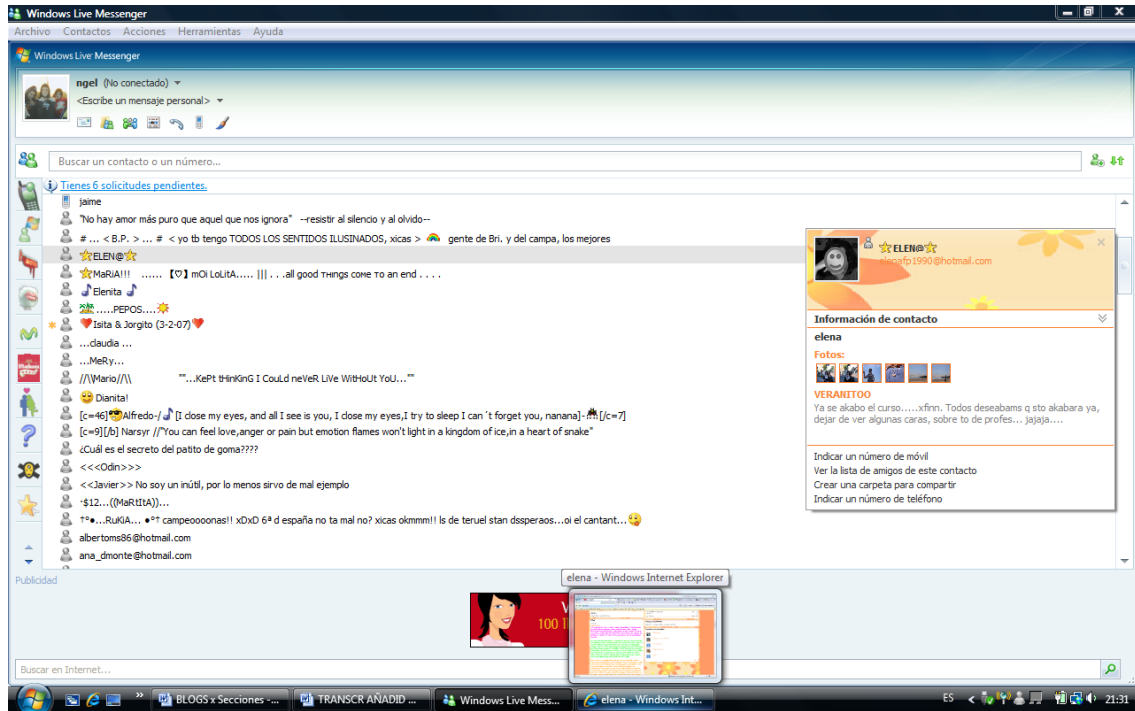 Windows Live Messenger
Archivo Contactos Acciones Herramientas Ayuda
Windows Live Messenger
ngel (No conectado)
<Escribe un mensaje personal>
Buscar un contacto o un número...
Tienes 6 solicitudes pendientes.
jaime
"No hay amor más puro que aquel que nos ignora" --resistir al silencio y al olvido--
# ... < B.P. > ... # < yo tb tengo TODOS LOS SENTIDOS ILUSINADOS, xicas > gente de Bri. y del campa, los mejores
ELEN@
MaRiA!!! ...... 【♡】 mOi LoLitA..... ||| . . .all good тнιngs coмe тo an end . . . .
Elenita
.....PEPOS....
Isita & Jorgito (3-2-07)
...claudia ...
...MeRy...
//\\Mario//\\ ""...KePt tHinKinG I CouLd neVeR LiVe WitHoUt YoU...""
Dianita!
[c=46]Alfredo-/ [I close my eyes, and all I see is you, I close my eyes,I try to sleep I can´t forget you, nanana]-[/c=7]
[c=9][/b] Narsyr //"You can feel love,anger or pain but emotion flames won't light in a kingdom of ice,in a heart of snake"
¿Cuál es el secreto del patito de goma????
<<<Odin>>>
<<Javier>> No soy un inútil, por lo menos sirvo de mal ejemplo
·$12...((MaRtItA))...
†°●...RuKiA... ●°† campeoooonas!! xDxD 6ª d españa no ta mal no? xicas okmmm!! ls de teruel stan dssperaos...oi el cantant...
albertoms86@hotmail.com
ana_dmonte@hotmail.com
ELEN@
elenafp1990@hotmail.com
Información de contacto
elena
Fotos:
VERANITOO
Ya se akabo el curso.....xfinn. Todos deseabams q sto akabara ya,
dejar de ver algunas caras, sobre to de profes... jajaja....
Indicar un número de móvil
Ver la lista de amigos de este contacto
Crear una carpeta para compartir
Indicar un número de teléfono
Publicidad
elena - Windows Internet Explorer
100
Buscar en Internet...
BLOGS x Secciones -...
TRANSCR AÑADID ...
Windows Live Mess...
elena - Windows Int...
ES
21:31